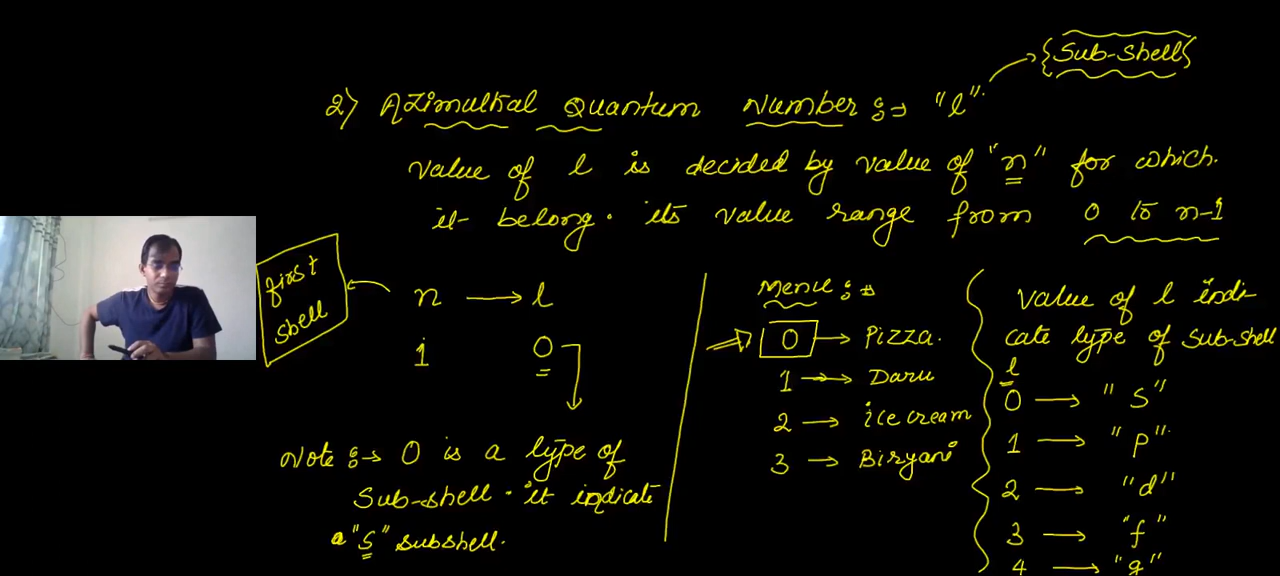 {Sub-Shell}
2) Azimuthal Quantum Number :→ "l"
value of l is decided by value of "n" for which
it belong. its value range from 0 to n-1
first
shell
n → l
1 0
Note :→ 0 is a type of
Sub-shell. it indicate
a "S" subshell.
Menu :→
0 → Pizza.
1 → Daru
2 → ice cream
3 → Biryani
value of l indi-
cate type of Sub-shell
l
0 → "S"
1 → "p"
2 → "d"
3 → "f"
4 → "g"